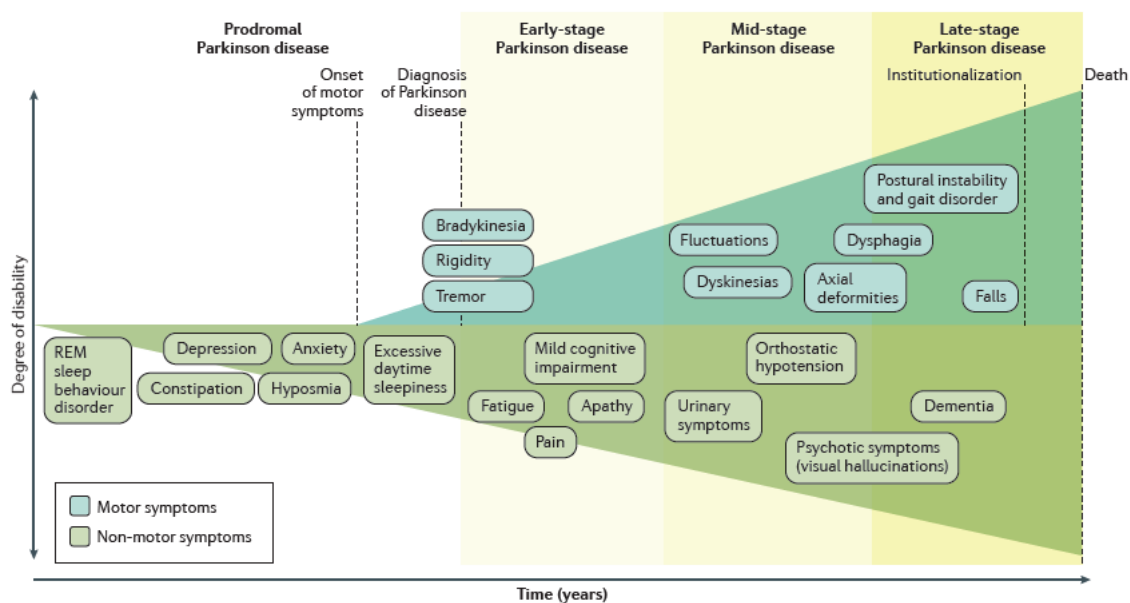 Prodromal
Parkinson disease
Early-stage
Parkinson disease
Mid-stage
Parkinson disease
Late-stage
Parkinson disease
Onset
of motor
symptoms
Diagnosis
of Parkinson
disease
Institutionalization
Death
Degree of disability
Postural instability
and gait disorder
Bradykinesia
Rigidity
Tremor
Fluctuations
Dysphagia
Dyskinesias
Axial
deformities
Falls
REM
sleep
behaviour
disorder
Depression
Anxiety
Constipation
Hyposmia
Excessive
daytime
sleepiness
Mild cognitive
impairment
Orthostatic
hypotension
Fatigue
Apathy
Pain
Urinary
symptoms
Dementia
Psychotic symptoms
(visual hallucinations)
Motor symptoms
Non-motor symptoms
Time (years)